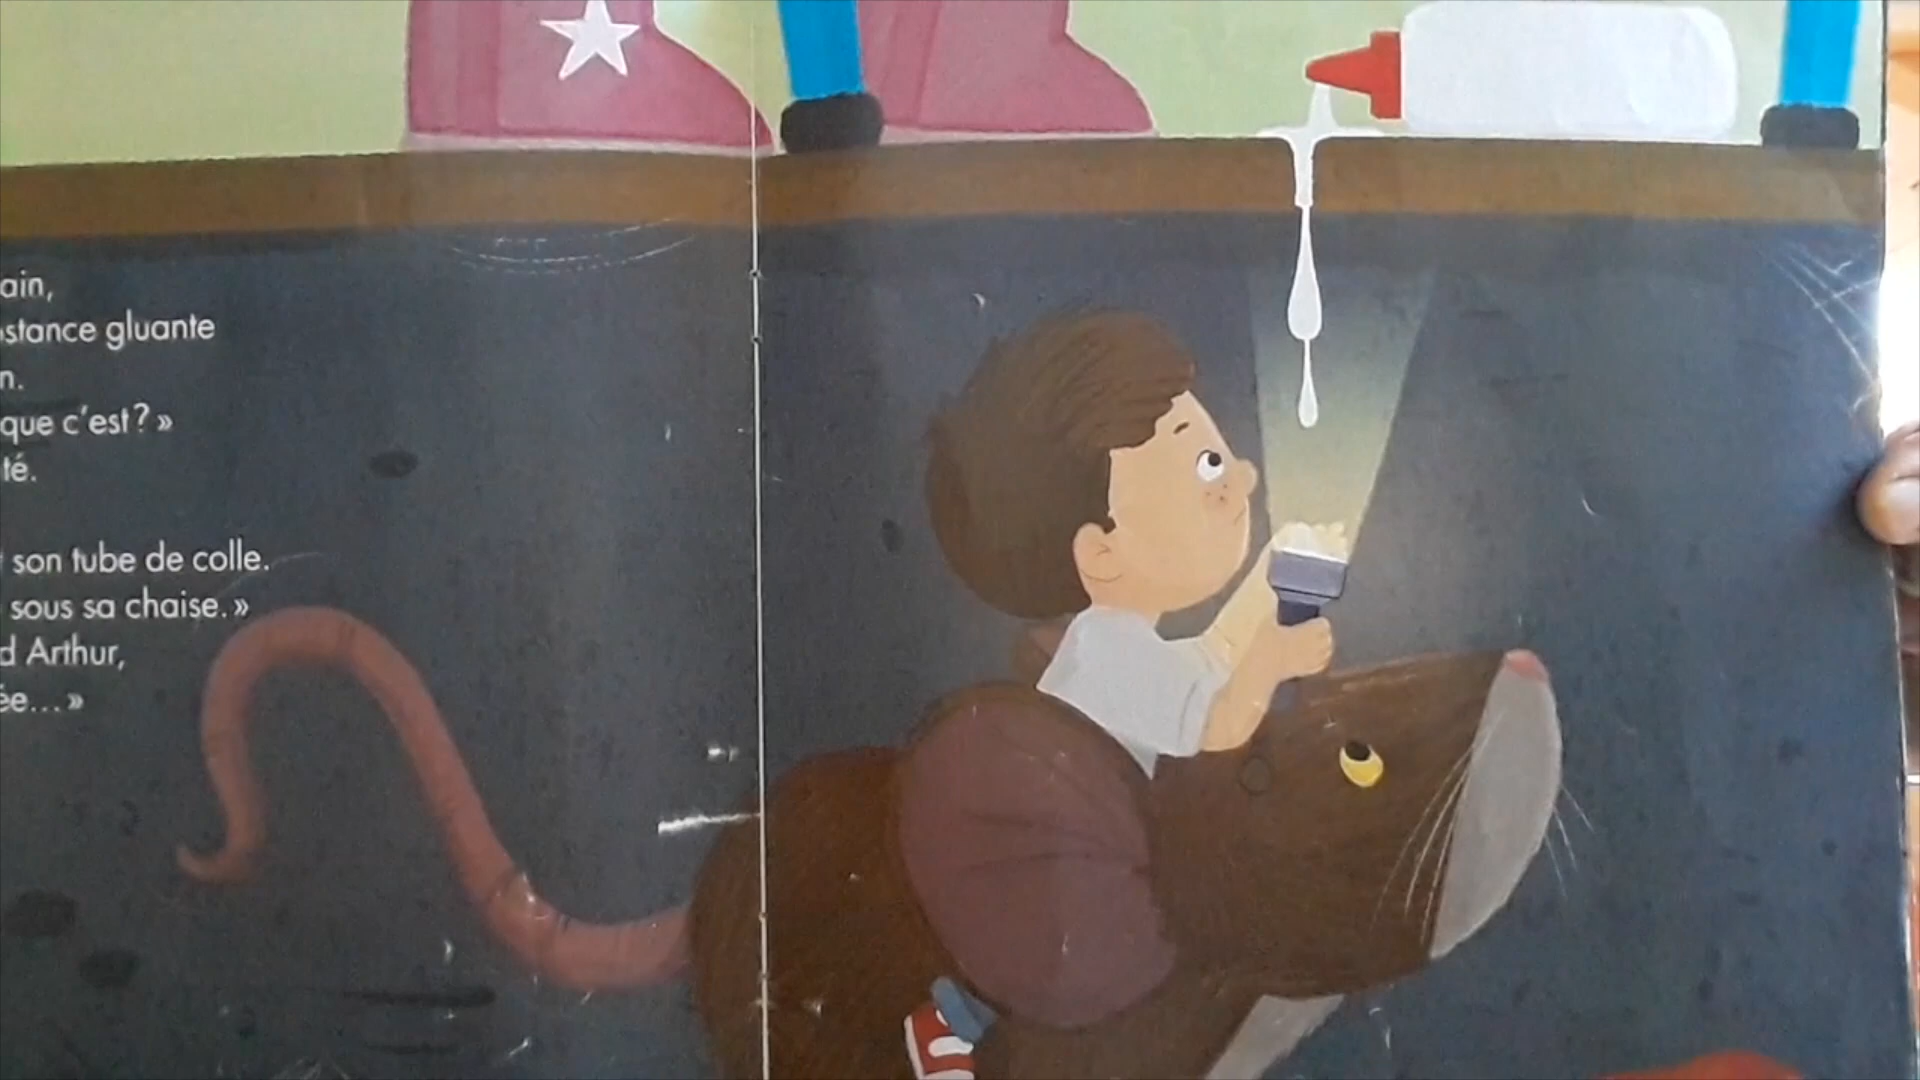 ain,
stance gluante
n.
que c'est ? »
té.
son tube de colle.
sous sa chaise. »
d Arthur,
ée... »